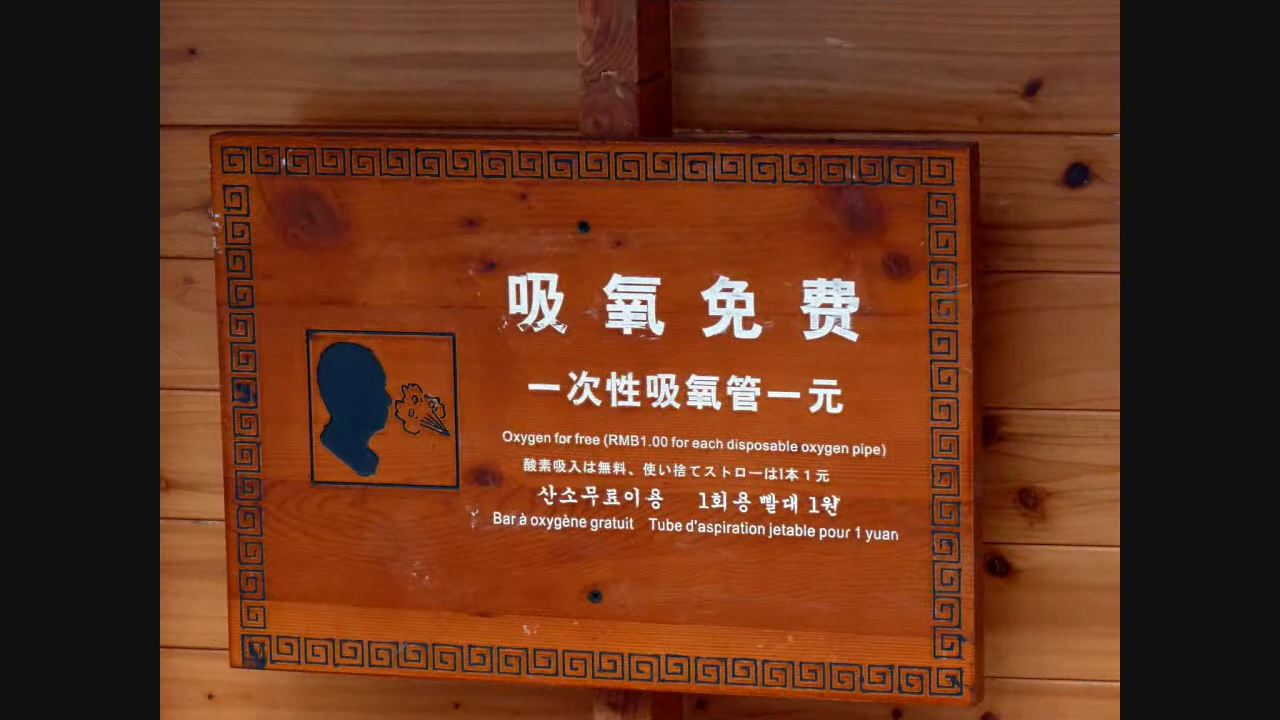 吸氧免费
一次性吸氧管一元
Oxygen for free (RMB1.00 for each disposable oxygen pipe)
酸素吸入は無料、使い捨てストローは1本1元
산소무료이용 1회용 빨대 1원
Bar à oxygène gratuit Tube d'aspiration jetable pour 1 yuan